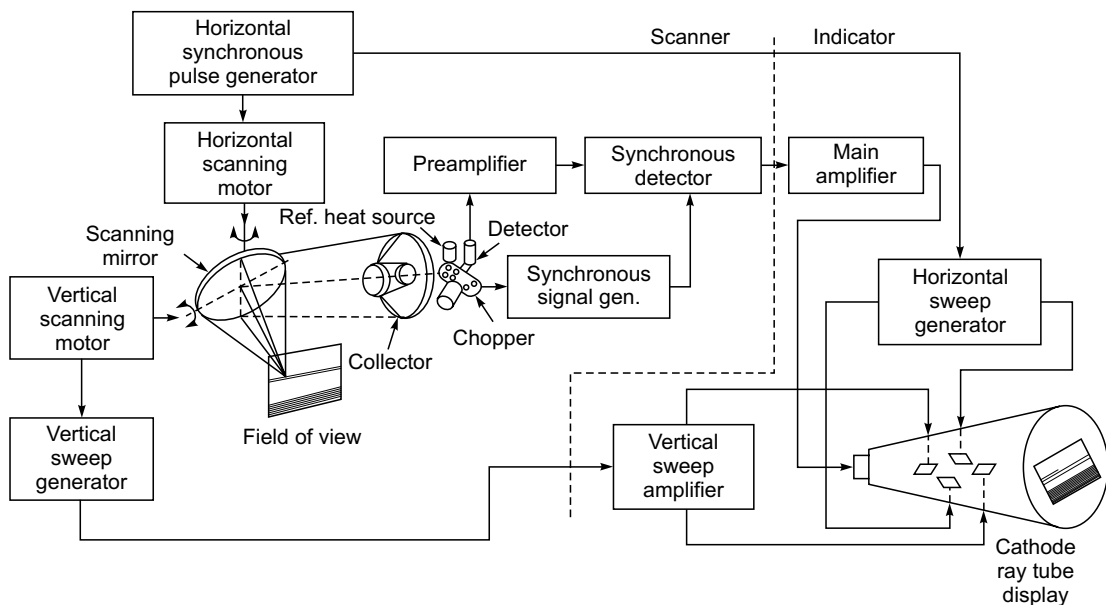 Horizontal
synchronous
pulse generator
Scanner
Indicator
Horizontal
scanning
motor
Preamplifier
Synchronous
detector
Main
amplifier
Ref. heat source
Detector
Scanning
mirror
Synchronous
signal gen.
Horizontal
sweep
generator
Vertical
scanning
motor
Chopper
Collector
Field of view
Vertical
sweep
generator
Vertical
sweep
amplifier
Cathode
ray tube
display